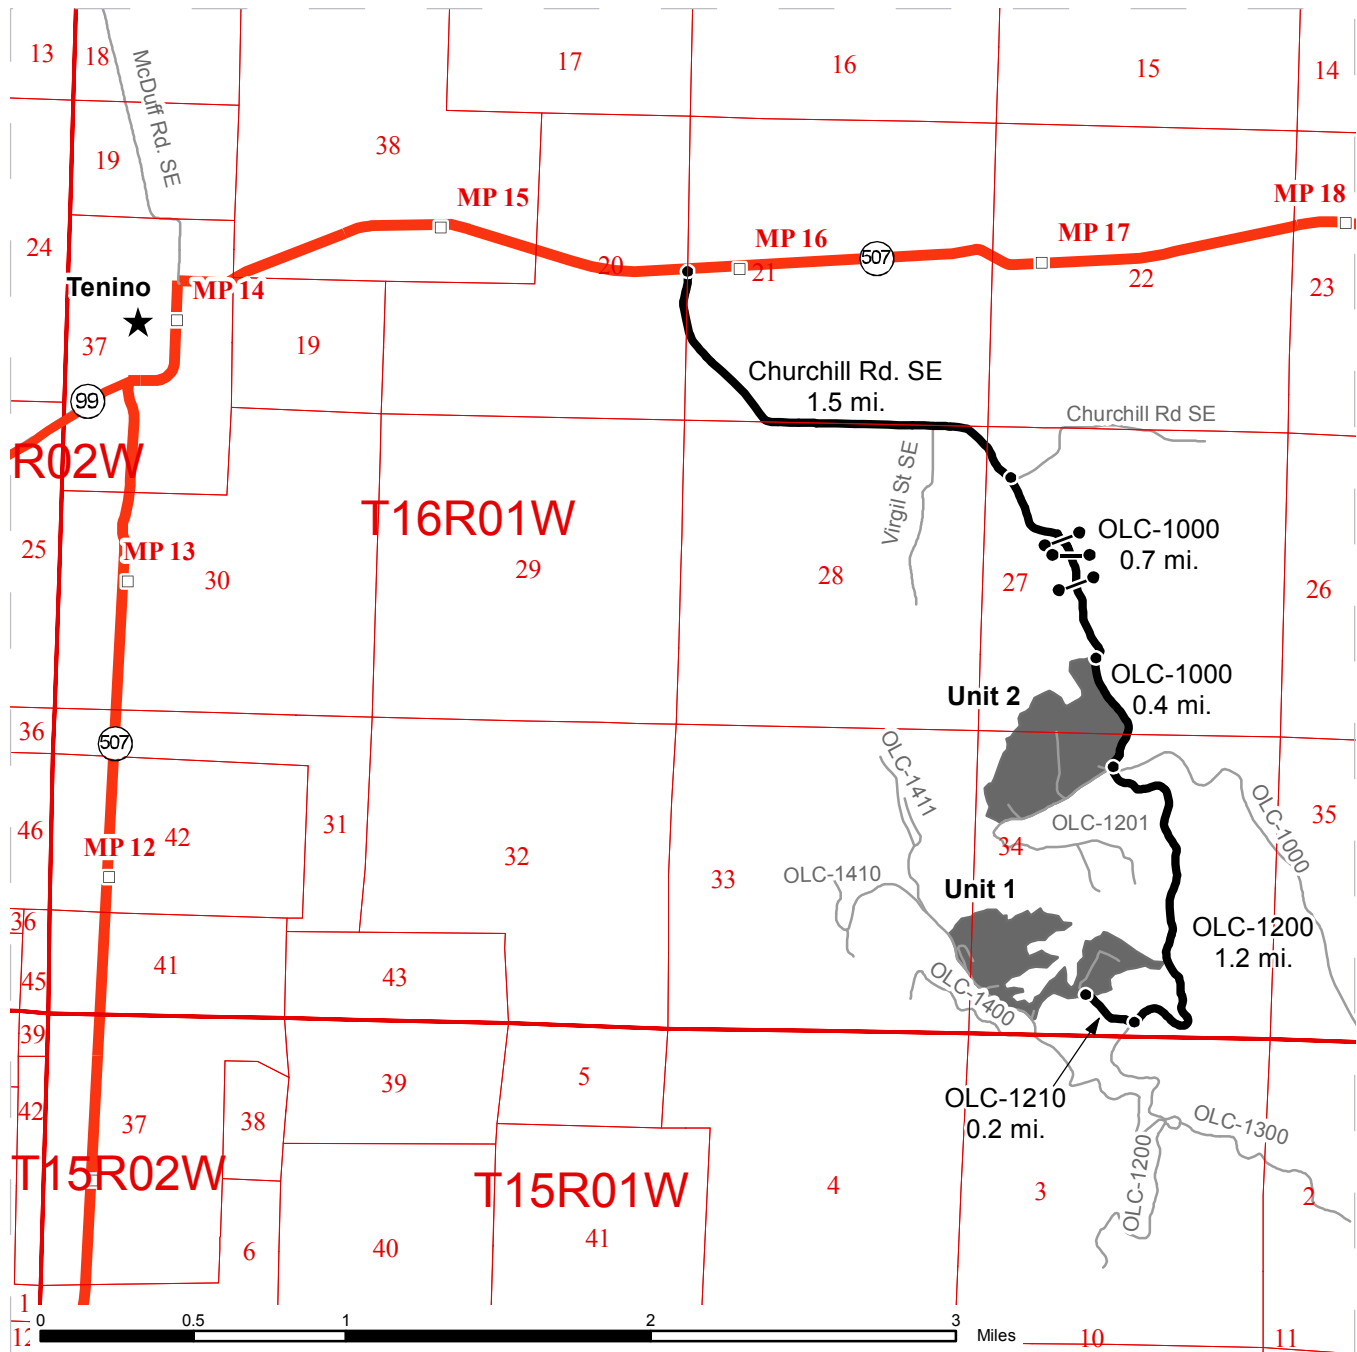 13
18
17
16
15
14
McDuff Rd. SE
19
38
24
MP 15
MP 16
MP 17
MP 18
507
20
21
22
23
Tenino
MP 14
37
19
99
Churchill Rd. SE
1.5 mi.
Churchill Rd SE
R02W
T16R01W
Virgil St SE
25
MP 13
30
29
28
27
26
OLC-1000
0.7 mi.
OLC-1000
0.4 mi.
Unit 2
36
507
OLC-1411
OLC-1000
46
42
31
32
33
34
35
MP 12
OLC-1201
OLC-1410
Unit 1
36
41
43
45
OLC-1200
1.2 mi.
OLC-1400
39
39
5
42
37
38
OLC-1210
0.2 mi.
OLC-1300
OLC-1200
T15R02W
T15R01W
4
3
2
6
40
41
1
12
10
11
0
0.5
1
2
3
Miles